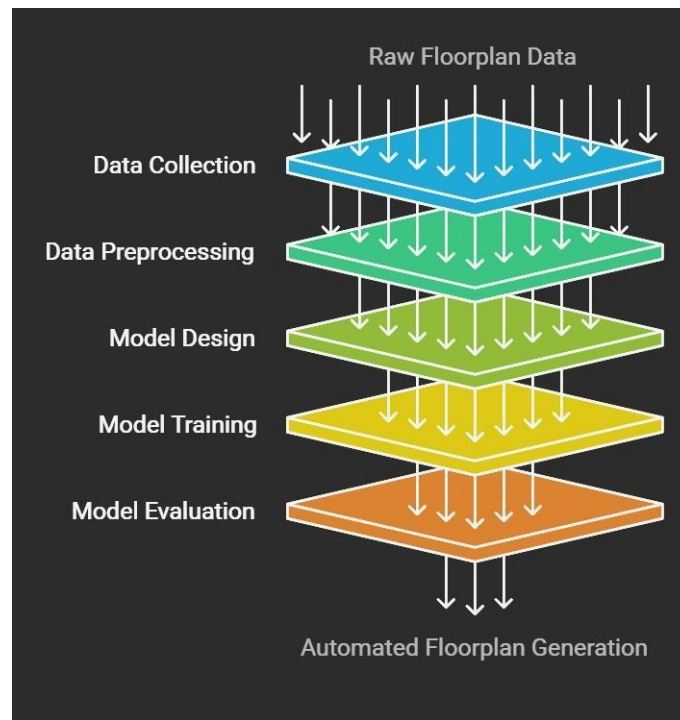 Raw Floorplan Data
Data Collection
Data Preprocessing
Model Design
Model Training
Model Evaluation
Automated Floorplan Generation